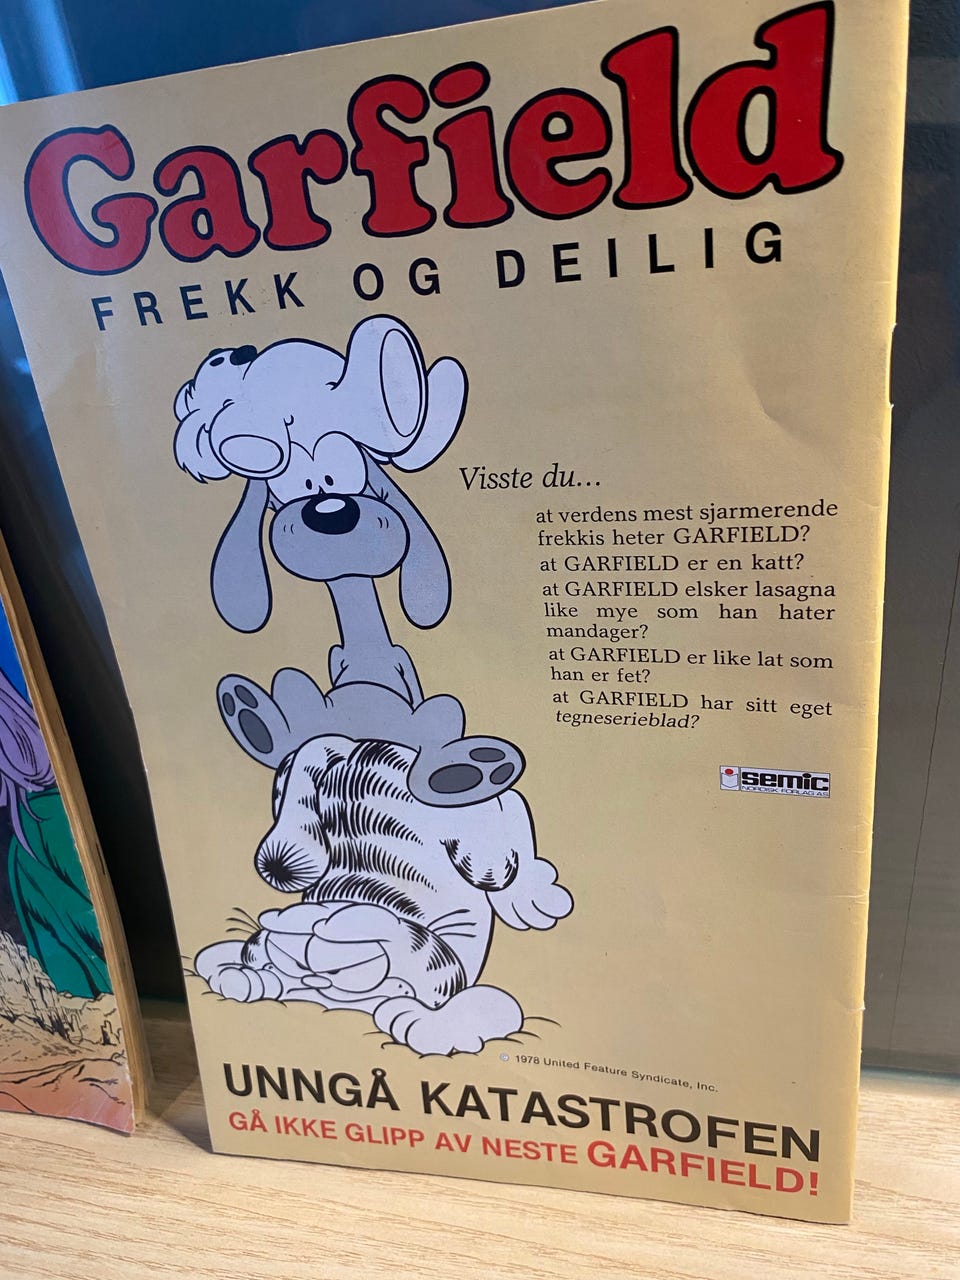 Garfield
FREKK OG DEILIG
Visste du...
at verdens mest sjarmerende
frekkis heter GARFIELD?
at GARFIELD er en katt?
at GARFIELD elsker lasagna
like mye som han hater
mandager?
at GARFIELD er like lat som
han er fet?
at GARFIELD har sitt eget
tegneserieblad?
semic
NORDISK FORLAG AS
© 1978 United Feature Syndicate, Inc.
UNNGÅ KATASTROFEN
GÅ IKKE GLIPP AV NESTE GARFIELD!